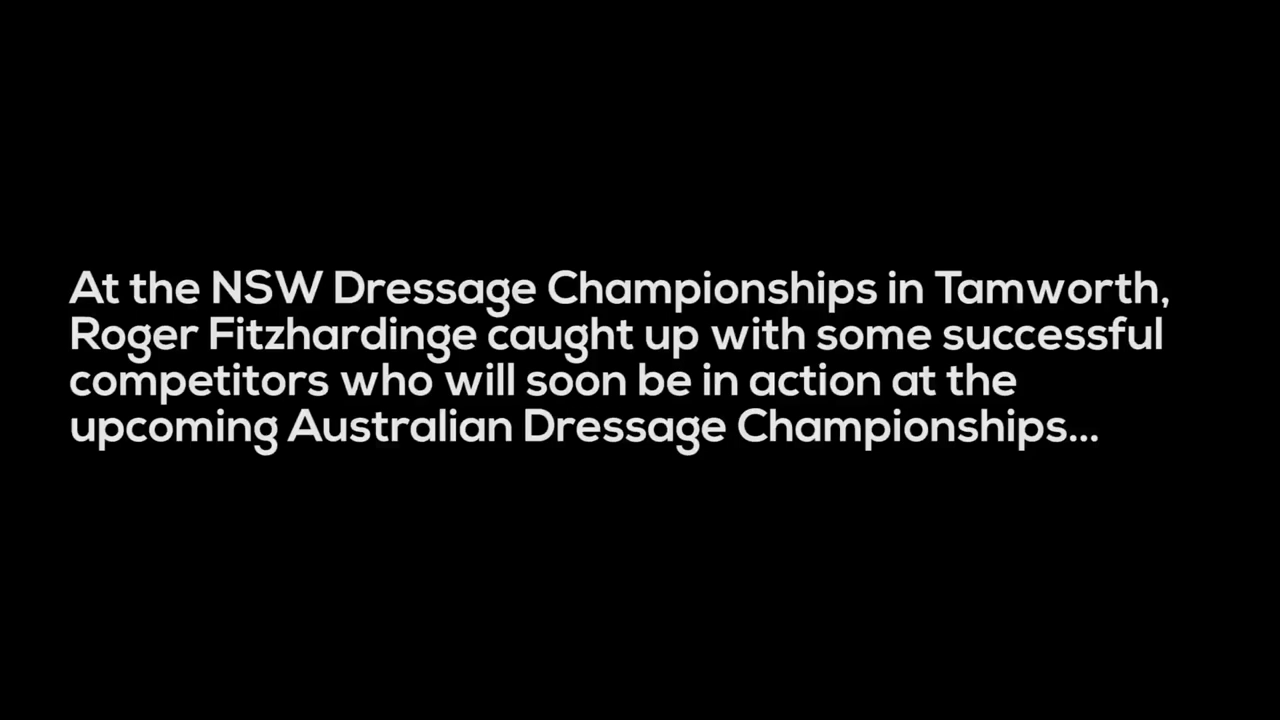 At the NSW Dressage Championships in Tamworth,
Roger Fitzhardinge caught up with some successful
competitors who will soon be in action at the
upcoming Australian Dressage Championships...